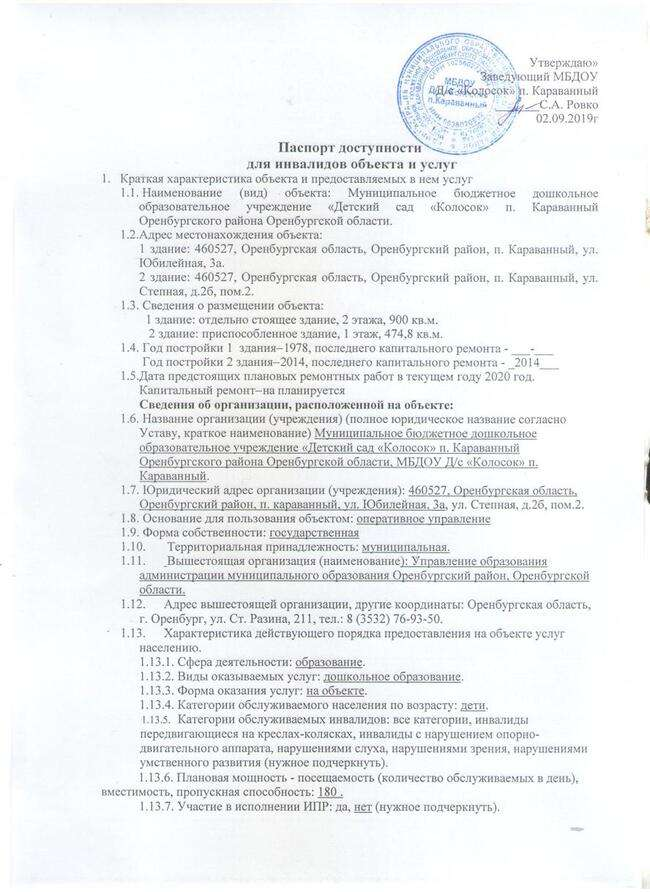 МБДОУ
п.Караванный
Утверждаю»
Заведующий МБДОУ
Д/с «Колосок» п. Караванный
С.А. Ровко
02.09.2019г
Паспорт доступности
для инвалидов объекта и услуг
1. Краткая характеристика объекта и предоставляемых в нем услуг
1.1. Наименование (вид) объекта: Муниципальное бюджетное дошкольное
образовательное учреждение «Детский сад «Колосок» п. Караванный
Оренбургского района Оренбургской области.
1.2.Адрес местонахождения объекта:
1 здание: 460527, Оренбургская область, Оренбургский район, п. Караванный, ул.
Юбилейная, 3а.
2 здание: 460527, Оренбургская область, Оренбургский район, п. Караванный, ул.
Степная, д.2б, пом.2.
1.3. Сведения о размещении объекта:
1 здание: отдельно стоящее здание, 2 этажа, 900 кв.м.
2 здание: приспособленное здание, 1 этаж, 474,8 кв.м.
1.4. Год постройки 1 здания–1978, последнего капитального ремонта - ___-___
Год постройки 2 здания–2014, последнего капитального ремонта - _2014___
1.5.Дата предстоящих плановых ремонтных работ в текущем году 2020 год.
Капитальный ремонт–на планируется
Сведения об организации, расположенной на объекте:
1.6. Название организации (учреждения) (полное юридическое название согласно
Уставу, краткое наименование) Муниципальное бюджетное дошкольное
образовательное учреждение «Детский сад «Колосок» п. Караванный
Оренбургского района Оренбургской области, МБДОУ Д/с «Колосок» п.
Караванный.
1.7. Юридический адрес организации (учреждения): 460527, Оренбургская область,
Оренбургский район, п. караванный, ул. Юбилейная, 3а, ул. Степная, д.2б, пом.2.
1.8. Основание для пользования объектом: оперативное управление
1.9. Форма собственности: государственная
1.10. Территориальная принадлежность: муниципальная.
1.11. Вышестоящая организация (наименование): Управление образования
администрации муниципального образования Оренбургский район, Оренбургской
области.
1.12. Адрес вышестоящей организации, другие координаты: Оренбургская область,
г. Оренбург, ул. Ст. Разина, 211, тел.: 8 (3532) 76-93-50.
1.13. Характеристика действующего порядка предоставления на объекте услуг
населению.
1.13.1. Сфера деятельности: образование.
1.13.2. Виды оказываемых услуг: дошкольное образование.
1.13.3. Форма оказания услуг: на объекте.
1.13.4. Категории обслуживаемого населения по возрасту: дети.
1.13.5. Категории обслуживаемых инвалидов: все категории, инвалиды
передвигающиеся на креслах-колясках, инвалиды с нарушением опорно-
двигательного аппарата, нарушениями слуха, нарушениями зрения, нарушениями
умственного развития (нужное подчеркнуть).
1.13.6. Плановая мощность - посещаемость (количество обслуживаемых в день),
вместимость, пропускная способность: 180 .
1.13.7. Участие в исполнении ИПР: да, нет (нужное подчеркнуть).